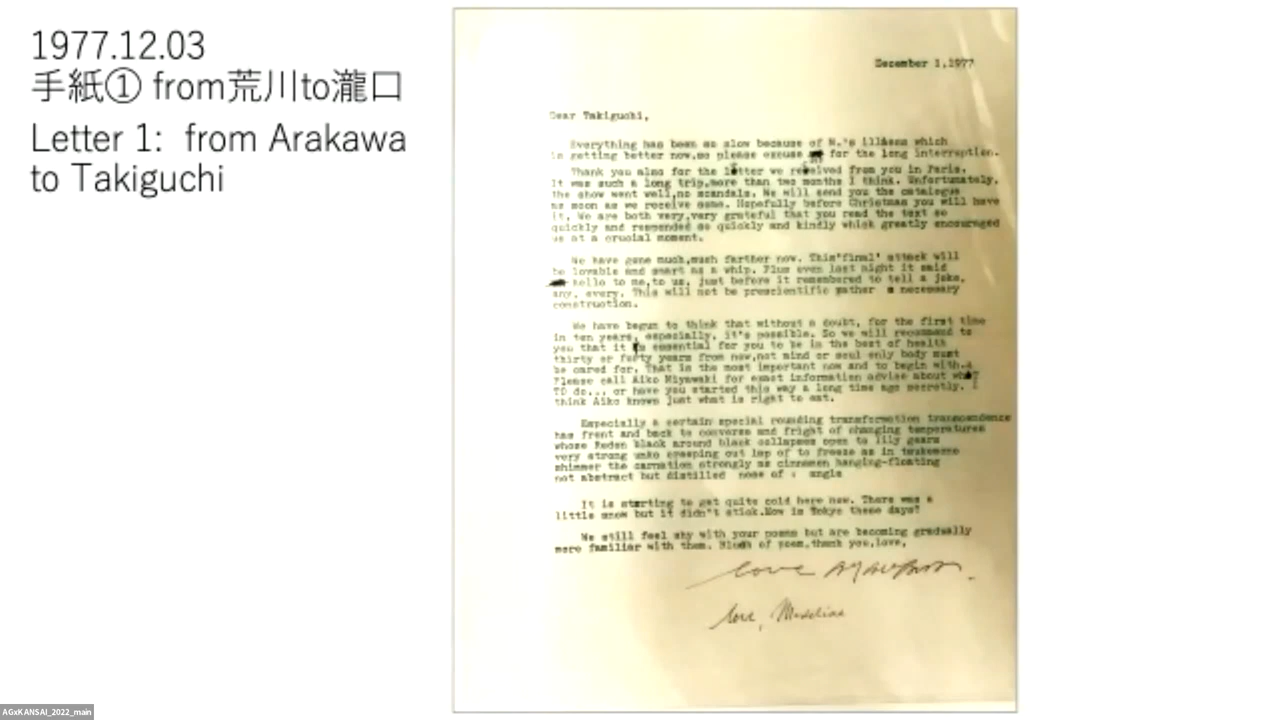 1977.12.03
手紙① from荒川to瀧口
Letter 1: from Arakawa
to Takiguchi
December 1,1977
Dear Takiguchi,
Everything has been so slow because of M.'s illness which
is getting better now,so please excuse for the long interruption.
Thank you also for the letter we received from you in Paris.
It was such a long trip,more than two months I think. Unfortunately,
the show went well,no scandals. We will send you the catalogue
as soon as we receive some. Hopefully before Christmas you will have
it. We are both very,very grateful that you read the text so
quickly and responded so quickly and kindly which greatly encouraged
us at a crucial moment.
We have gone much,much farther now. This'final' attack will
be lovable and smart as a whip. Plus even last night it said
hello to me,to us, just before it remembered to tell a joke,
any, every. This will not be prescientific rather a necessary
construction.
We have begun to think that without a doubt, for the first time
in ten years, especially, it's possible. So we will recommend to
you that it is essential for you to be in the best of health
thirty or forty years from now,not mind or soul only body must
be cared for. That is the most important now and to begin with.
Please call Aiko Miyawaki for exact information advise about what
TO do... or have you started this way a long time ago secretly. I
think Aiko knows just what is right to eat.
Especially a certain special rounding transformation transcendence
has front and back to converse and fright of changing temperatures
whose black around black collapses open to lily gears
very strong creeping out lap of to freeze as in
shimmer the carnation strongly as cinnamon hanging-floating
not abstract but distilled none of angle
It is starting to get quite cold here now. There was a
little snow but it didn't stick.How is Tokyo these days?
We still feel shy with your poems but are becoming gradually
more familiar with them. Blush of poem,thank you,love,
love Arakawa.
love, Madeline
AGxKANSAI_2022_main